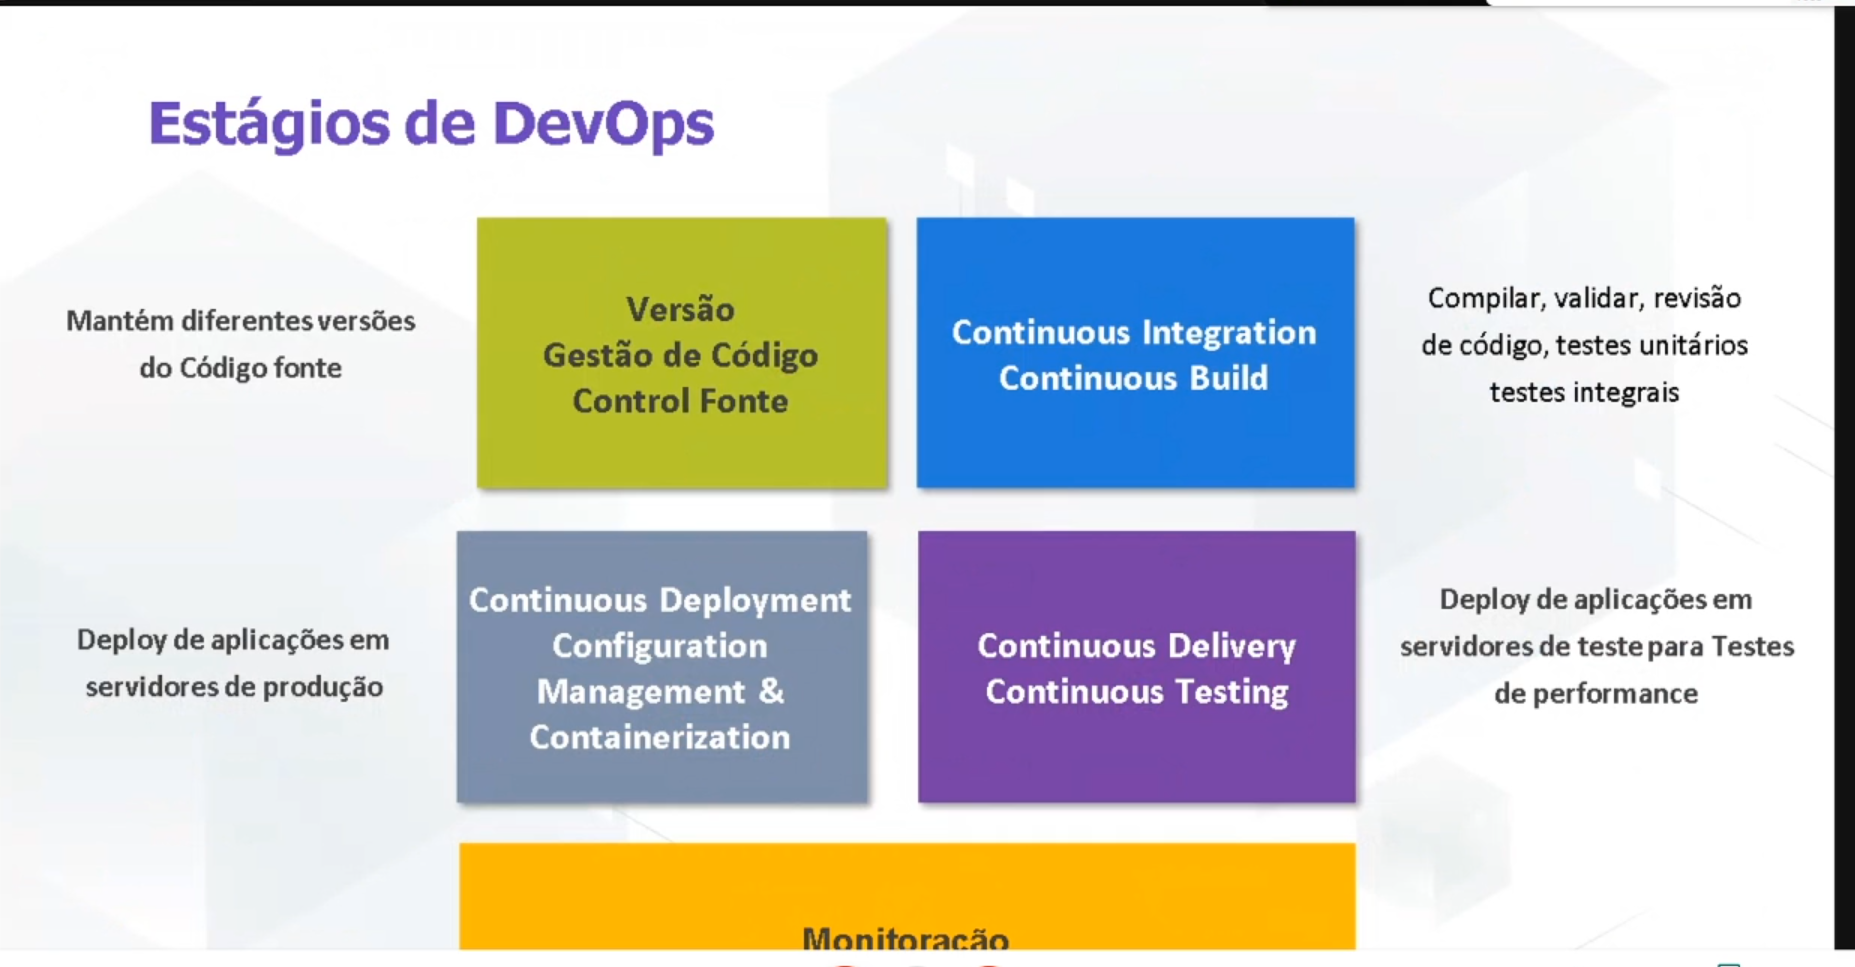 Estágios de DevOps
Mantém diferentes versões
do Código fonte
Versão
Gestão de Código
Control Fonte
Continuous Integration
Continuous Build
Compilar, validar, revisão
de código, testes unitários
testes integrais
Deploy de aplicações em
servidores de produção
Continuous Deployment
Configuration
Management &
Containerization
Continuous Delivery
Continuous Testing
Deploy de aplicações em
servidores de teste para Testes
de performance
Monitoração